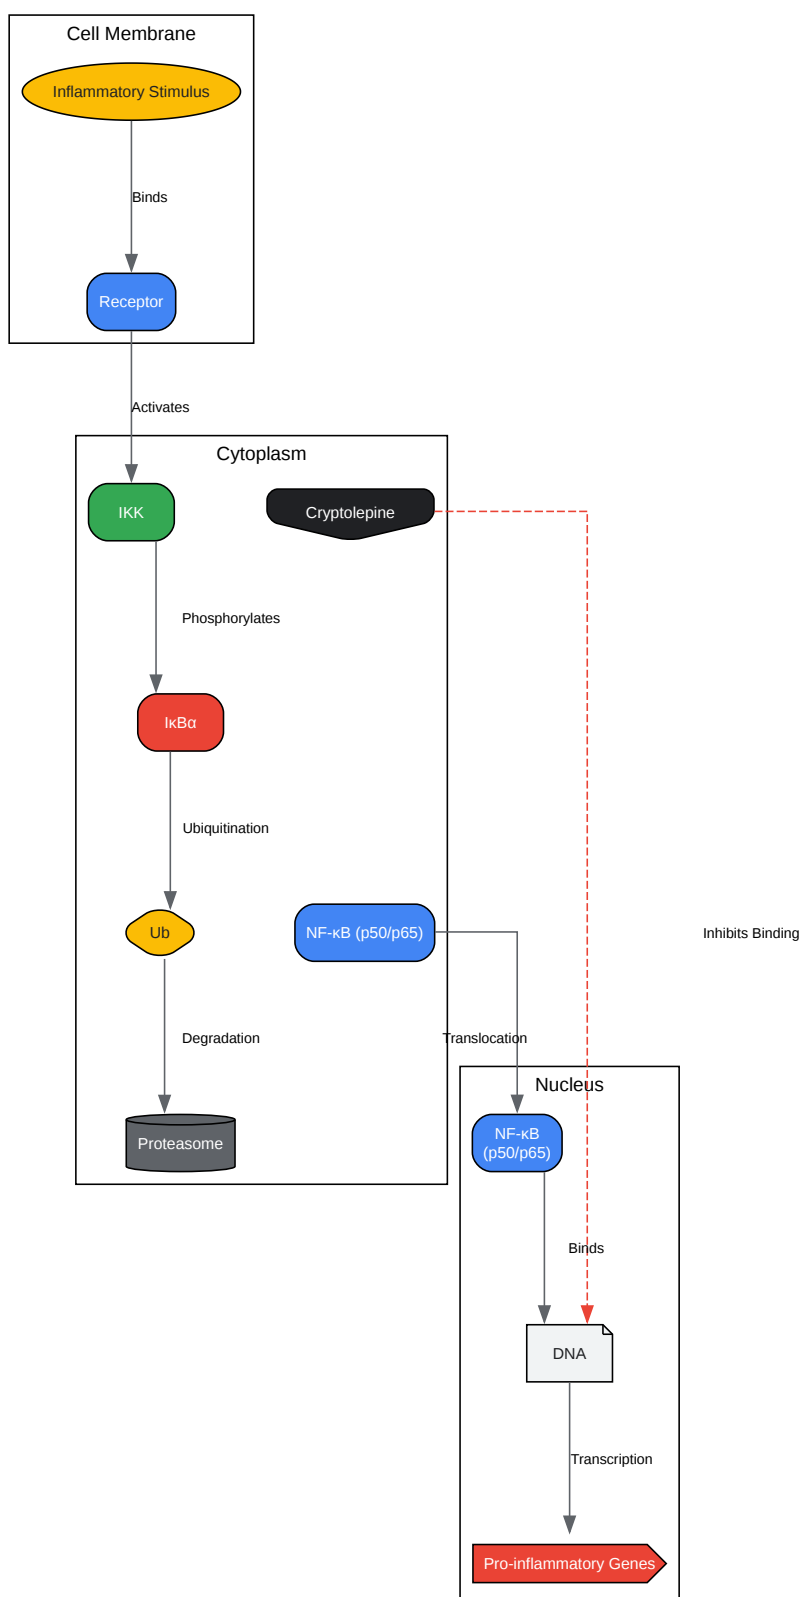 Cell Membrane
Inflammatory Stimulus
Binds
Receptor
Activates
Cytoplasm
IKK
Cryptolepine
Phosphorylates
IκBα
Ubiquitination
Ub
NF-κB (p50/p65)
Inhibits Binding
Degradation
Translocation
Nucleus
Proteasome
NF-κB
(p50/p65)
Binds
DNA
Transcription
Pro-inflammatory Genes